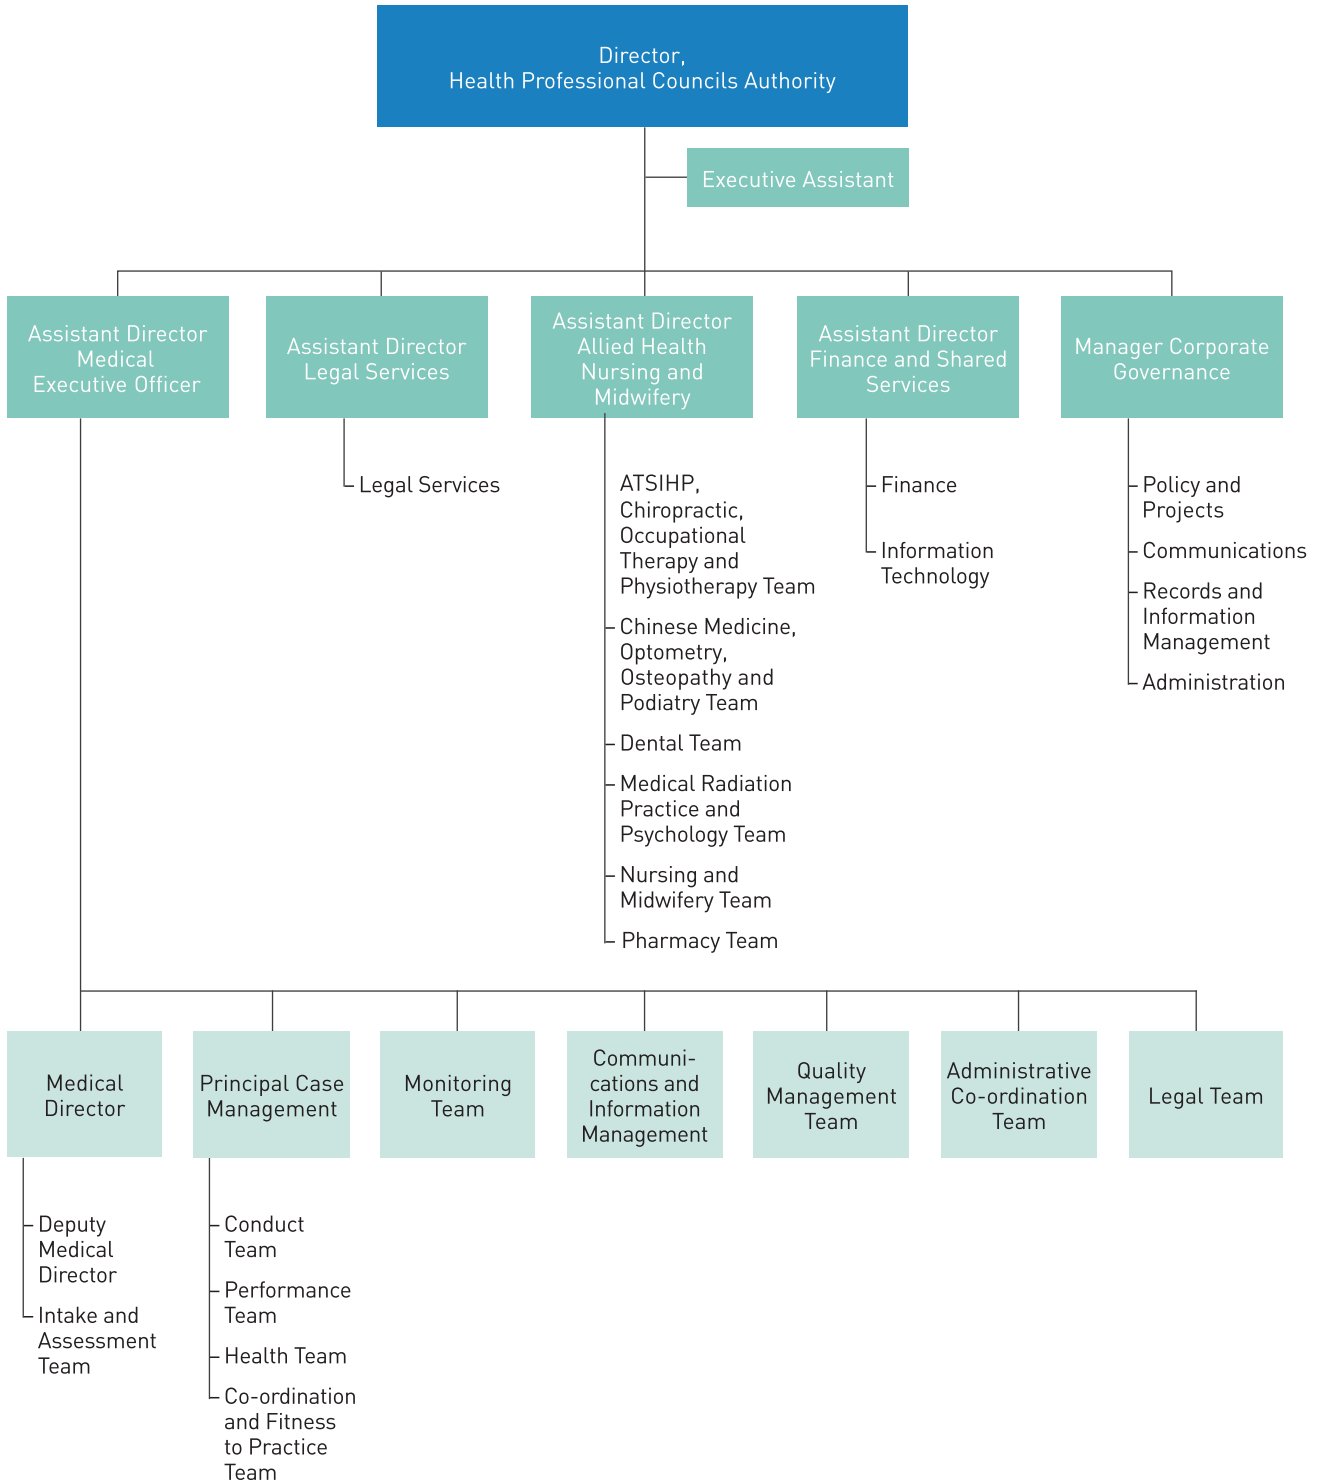 Director,
Health Professional Councils Authority
Executive Assistant
Assistant Director
Medical
Executive Officer
Assistant Director
Legal Services
Assistant Director
Allied Health
Nursing and
Midwifery
Assistant Director
Finance and Shared
Services
Manager Corporate
Governance
Legal Services
ATSIHP,
Chiropractic,
Occupational
Therapy and
Physiotherapy Team
Chinese Medicine,
Optometry,
Osteopathy and
Podiatry Team
Dental Team
Medical Radiation
Practice and
Psychology Team
Nursing and
Midwifery Team
Pharmacy Team
Finance
Information
Technology
Policy and
Projects
Communications
Records and
Information
Management
Administration
Medical
Director
Principal Case
Management
Monitoring
Team
Communi-
cations and
Information
Management
Quality
Management
Team
Administrative
Co-ordination
Team
Legal Team
Deputy
Medical
Director
Intake and
Assessment
Team
Conduct
Team
Performance
Team
Health Team
Co-ordination
and Fitness
to Practice
Team